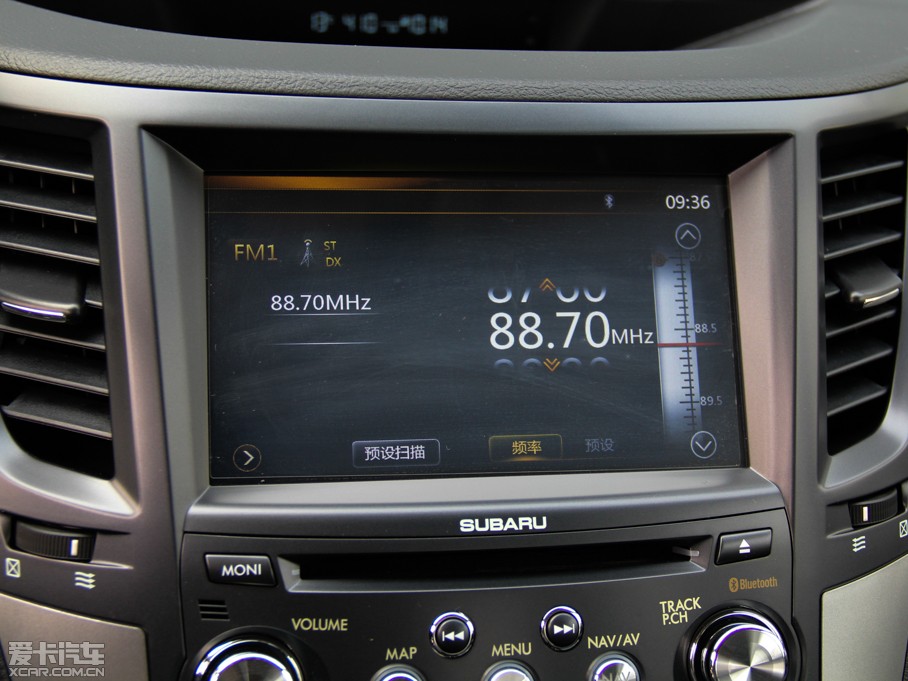 09:36
FM1 ST
DX
88.70MHz
88.70MHz
88.5
89.5
预设扫描 频率 预设
SUBARU
MONI
Bluetooth
VOLUME
TRACK
P.CH
MAP MENU NAV/AV
爱卡汽车
XCAR.COM.CN